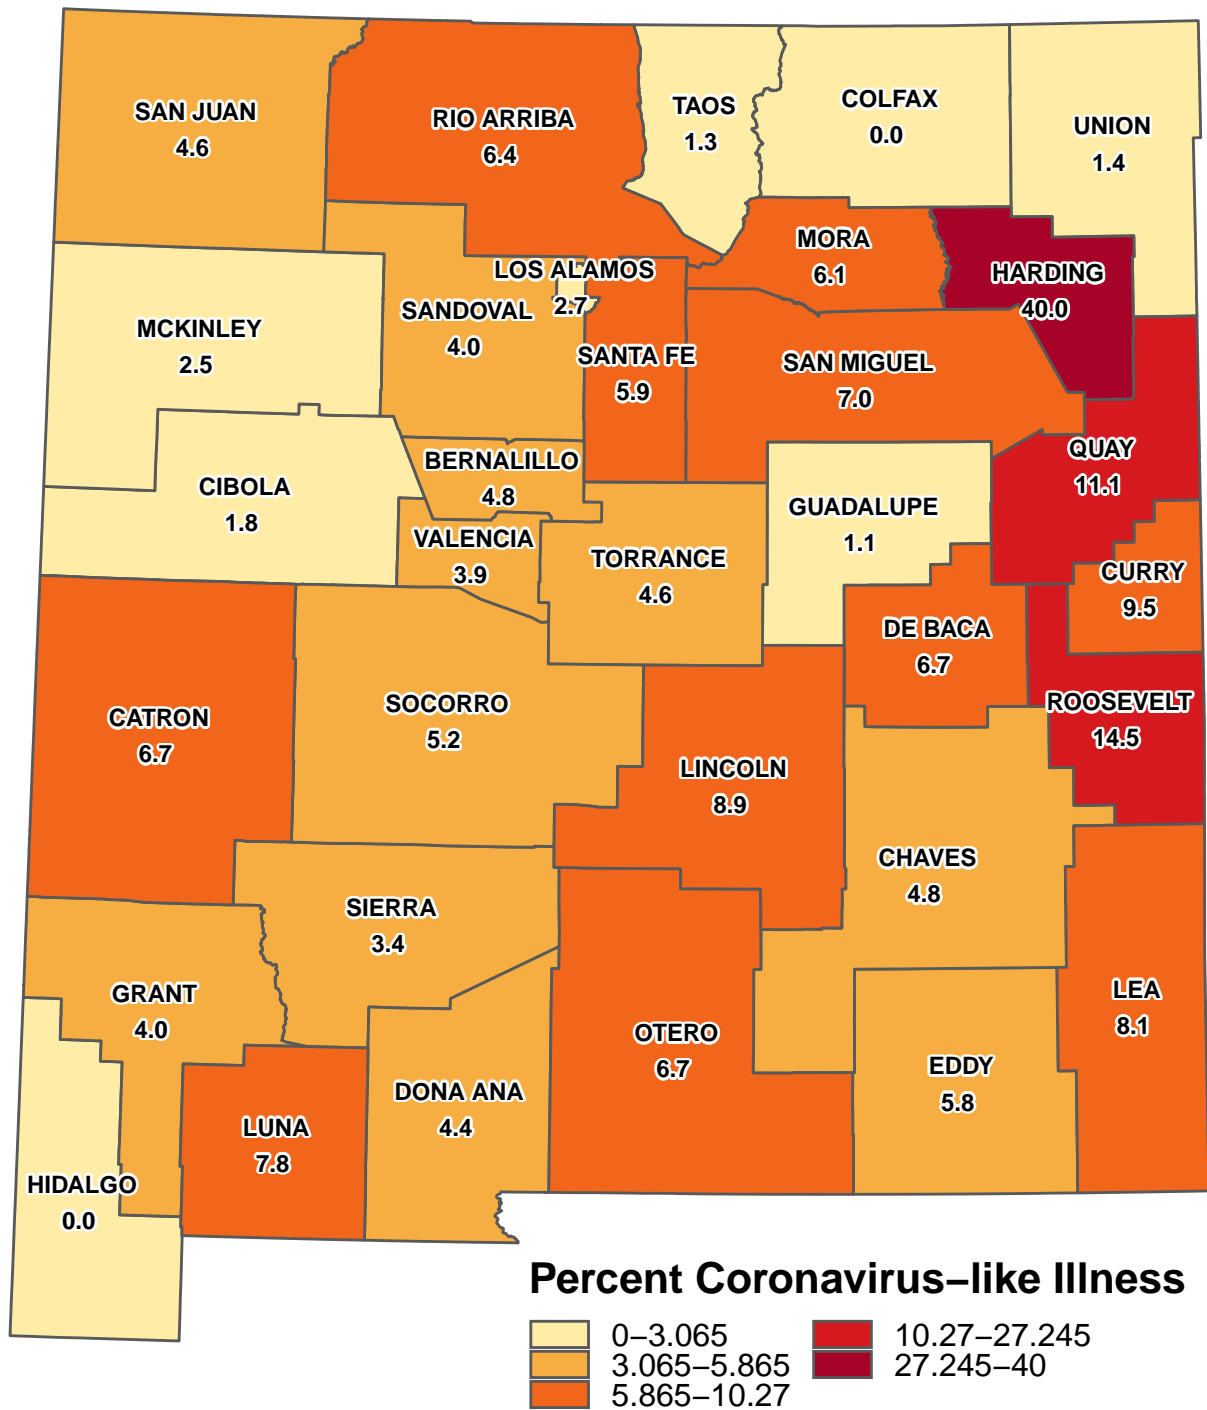 SAN JUAN
4.6
RIO ARRIBA
6.4
TAOS
1.3
COLFAX
0.0
UNION
1.4
MORA
6.1
HARDING
40.0
LOS ALAMOS
2.7
SANDOVAL
4.0
MCKINLEY
2.5
SANTA FE
5.9
SAN MIGUEL
7.0
QUAY
11.1
BERNALILLO
4.8
CIBOLA
1.8
GUADALUPE
1.1
VALENCIA
3.9
TORRANCE
4.6
CURRY
9.5
DE BACA
6.7
ROOSEVELT
14.5
CATRON
6.7
SOCORRO
5.2
LINCOLN
8.9
CHAVES
4.8
SIERRA
3.4
GRANT
4.0
LEA
8.1
OTERO
6.7
EDDY
5.8
DONA ANA
4.4
LUNA
7.8
HIDALGO
0.0
Percent Coronavirus−like Illness
0−3.065
3.065−5.865
5.865−10.27
10.27−27.245
27.245−40